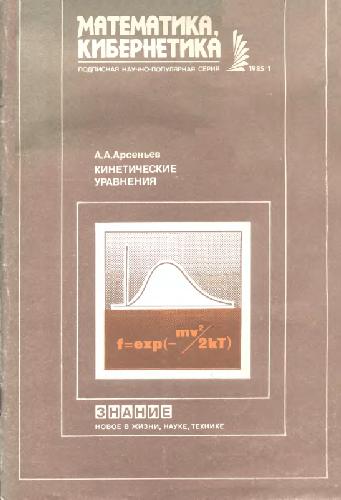 МАТЕМАТИКА,
КИБЕРНЕТИКА
ПОДПИСНАЯ НАУЧНО-ПОПУЛЯРНАЯ СЕРИЯ 1985/1
А.А.Арсеньев
КИНЕТИЧЕСКИЕ
УРАВНЕНИЯ
f=exp(-mv²/2kT)
ЗНАНИЕ
НОВОЕ В ЖИЗНИ, НАУКЕ, ТЕХНИКЕ